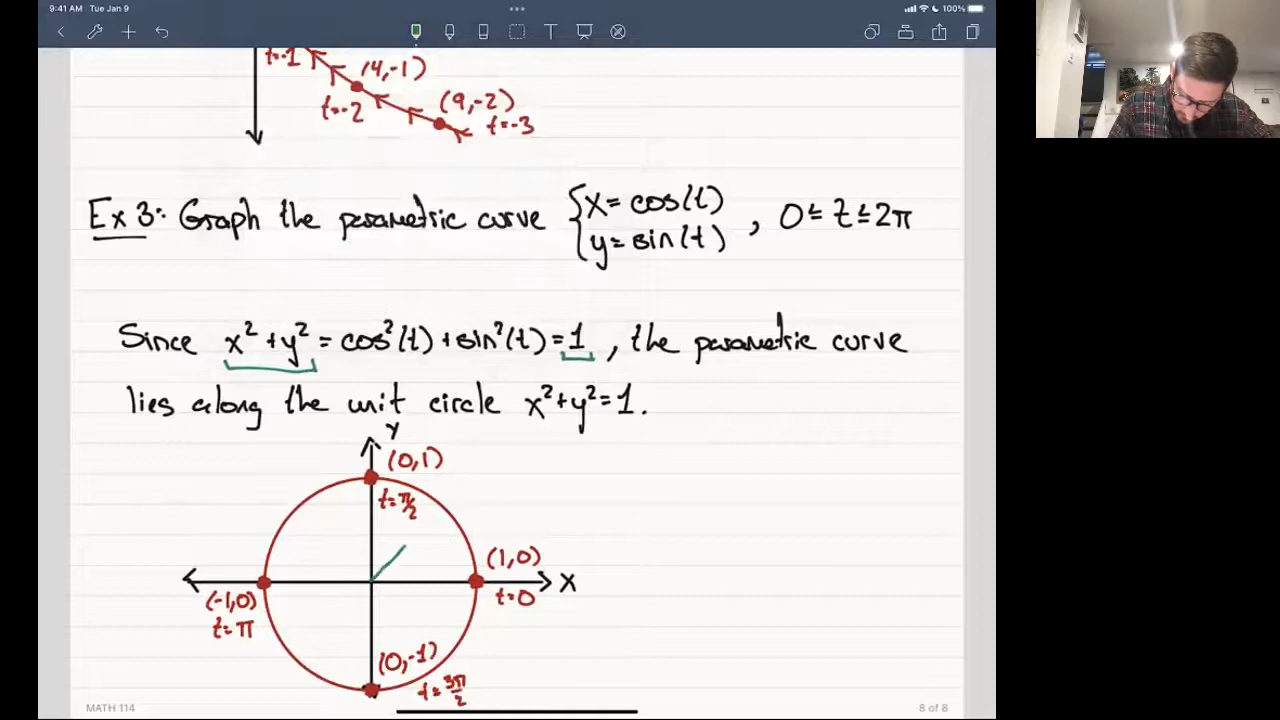 9:41 AM Tue Jan 9
100%
t=-1
(4,-1)
t=-2
(9,-2)
t=-3
Ex 3: Graph the parametric curve { x = cos(t) , 0 ≤ t ≤ 2π
y = sin(t)
Since x² + y² = cos²(t) + sin²(t) = 1 , the parametric curve
lies along the unit circle x² + y² = 1.
y
(0,1)
t=π/2
(1,0)
x
t=0
(-1,0)
t=π
(0,-1)
t=3π/2
MATH 114
8 of 8